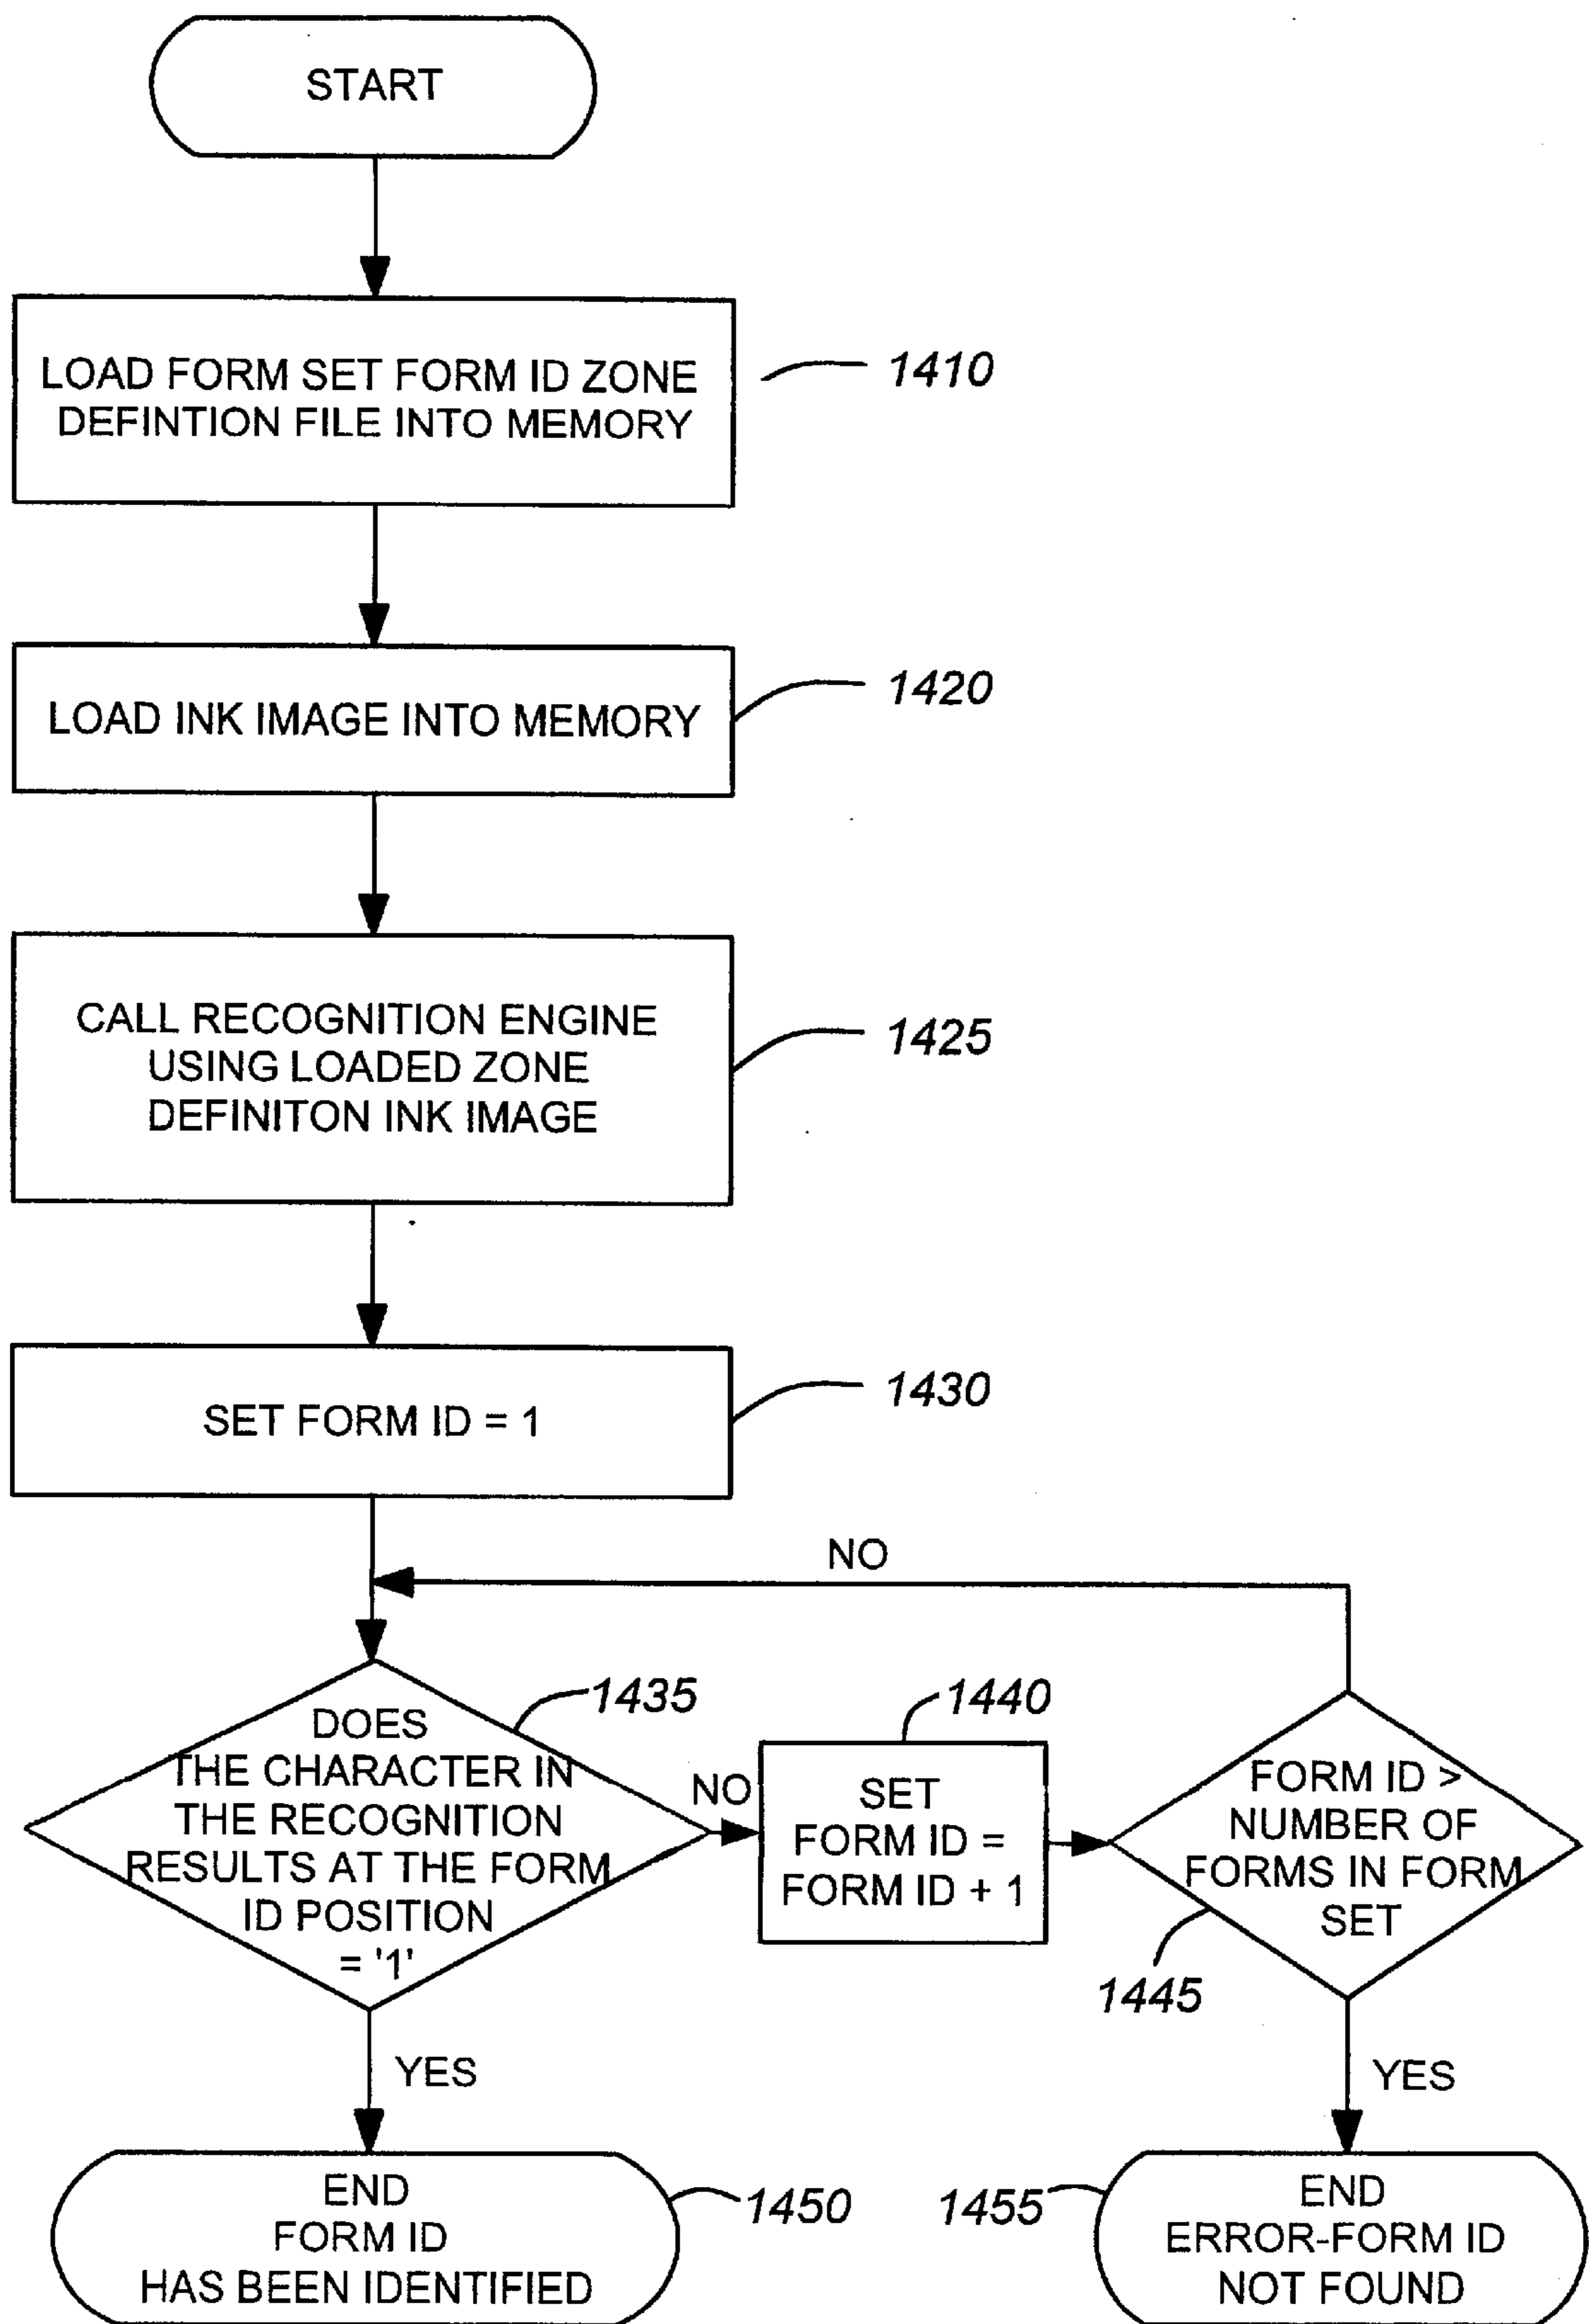 START
LOAD FORM SET FORM ID ZONE
DEFINTION FILE INTO MEMORY
1410
LOAD INK IMAGE INTO MEMORY
1420
CALL RECOGNITION ENGINE
USING LOADED ZONE
DEFINITON INK IMAGE
1425
SET FORM ID = 1
1430
NO
DOES
THE CHARACTER IN
THE RECOGNITION
RESULTS AT THE FORM
ID POSITION
= '1'
1435
NO
SET
FORM ID =
FORM ID + 1
1440
FORM ID >
NUMBER OF
FORMS IN FORM
SET
1445
YES
YES
END
FORM ID
HAS BEEN IDENTIFIED
1450
1455
END
ERROR-FORM ID
NOT FOUND